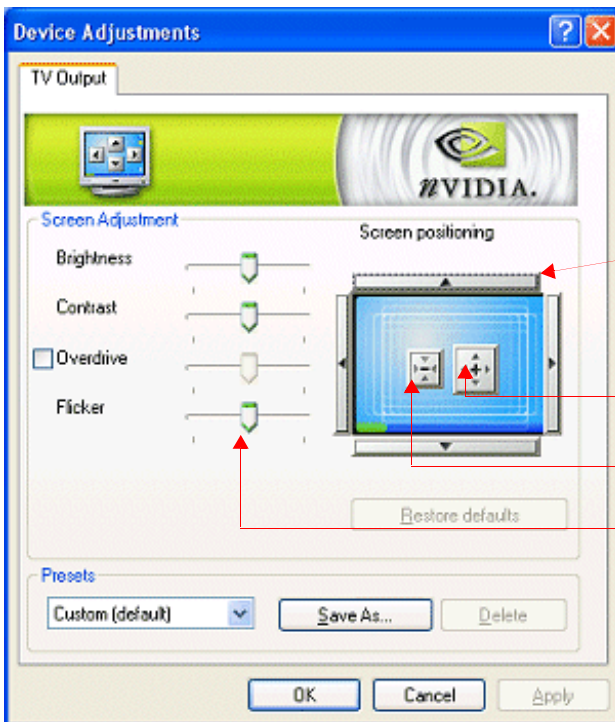 Device Adjustments
TV Output
nVIDIA.
Screen Adjustment
Screen positioning
Brightness
Contrast
Overdrive
Flicker
Restore defaults
Presets
Custom (default)
Save As...
Delete
OK
Cancel
Apply